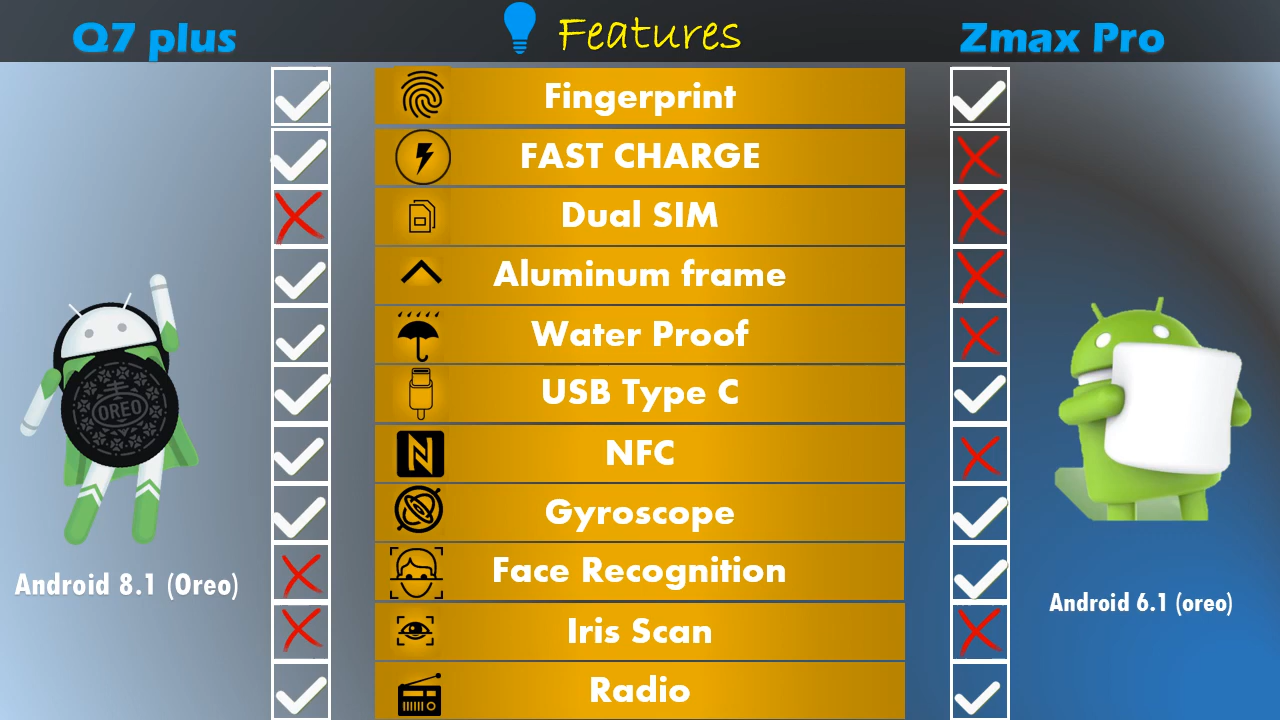 Q7 plus
Features
Zmax Pro
Fingerprint
FAST CHARGE
Dual SIM
Aluminum frame
Water Proof
USB Type C
NFC
Gyroscope
Face Recognition
Iris Scan
Radio
OREO
Android 8.1 (Oreo)
Android 6.1 (oreo)